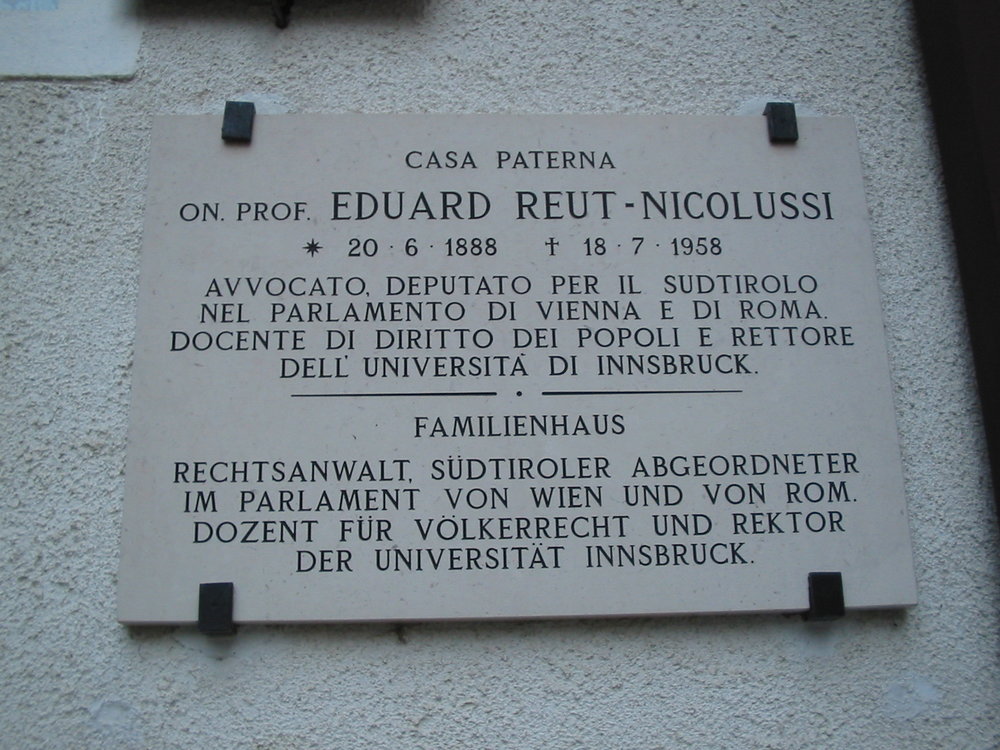 CASA PATERNA
ON. PROF. EDUARD REUT-NICOLUSSI
✷ 20·6·1888 † 18·7·1958
AVVOCATO, DEPUTATO PER IL SUDTIROLO
NEL PARLAMENTO DI VIENNA E DI ROMA.
DOCENTE DI DIRITTO DEI POPOLI E RETTORE
DELL'UNIVERSITÁ DI INNSBRUCK.
FAMILIENHAUS
RECHTSANWALT, SÜDTIROLER ABGEORDNETER
IM PARLAMENT VON WIEN UND VON ROM.
DOZENT FÜR VÖLKERRECHT UND REKTOR
DER UNIVERSITÄT INNSBRUCK.